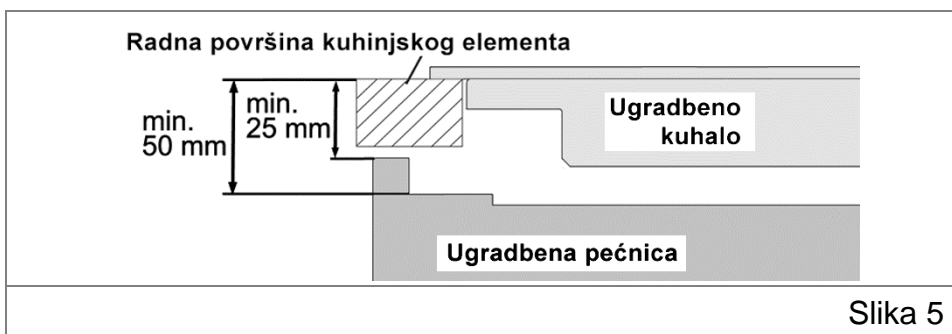 Radna površina kuhinjskog elementa
min.
25 mm
min.
50 mm
Ugradbeno
kuhalo
Ugradbena pećnica
Slika 5